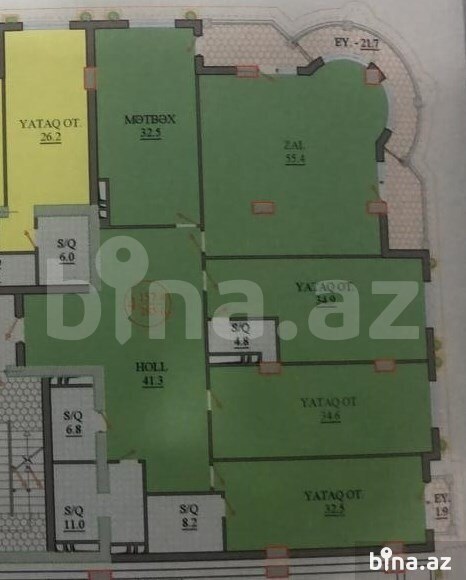 EY. - 21.7
YATAQ OT.
26.2
MƏTBƏX
32.5
ZAL
55.4
S/Q
6.0
YATAQ OT.
34.9
bina.az
S/Q
4.8
HOLL
41.3
YATAQ OT.
34.6
S/Q
6.8
YATAQ OT.
32.5
EY.
1.9
S/Q
11.0
S/Q
8.2
bina.az